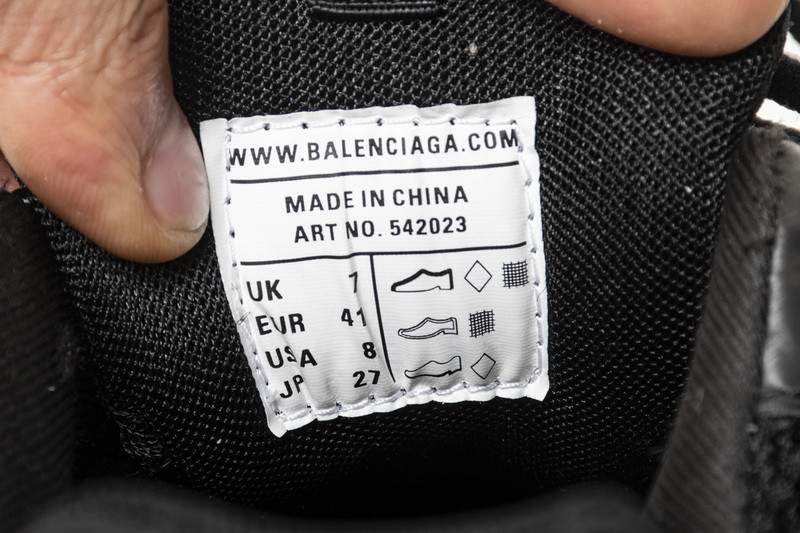 WWW.BALENCIAGA.COM
MADE IN CHINA
ART NO. 542023
UK 7
EUR 41
USA 8
JP 27